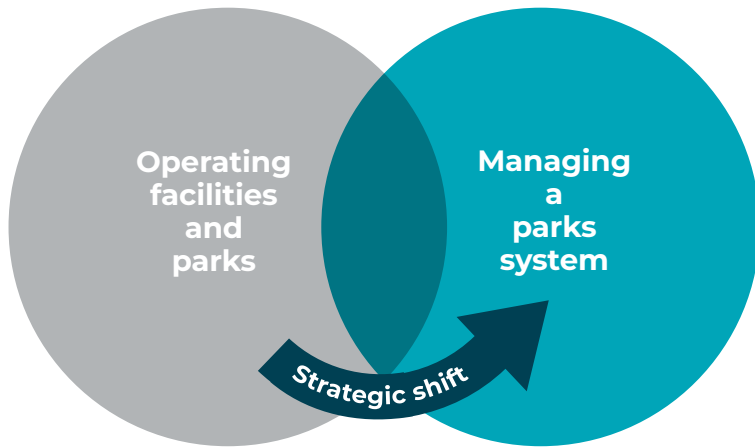 Operating
facilities
and
parks
Managing
a
parks
system
Strategic shift